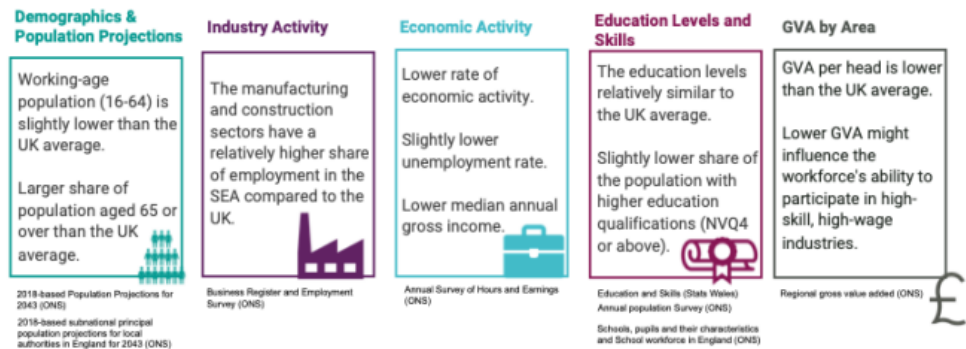 Demographics &
Population Projections
Working-age
population (16-64) is
slightly lower than the
UK average.
Larger share of
population aged 65 or
over than the UK
average.
2018-based Population Projections for
2043 (ONS)
2018-based subnational principal
population projections for local
authorities in England for 2043 (ONS)
Industry Activity
The manufacturing
and construction
sectors have a
relatively higher share
of employment in the
SEA compared to the
UK.
Business Register and Employment
Survey (ONS)
Economic Activity
Lower rate of
economic activity.
Slightly lower
unemployment rate.
Lower median annual
gross income.
Annual Survey of Hours and Earnings
(ONS)
Education Levels and
Skills
The education levels
relatively similar to
the UK average.
Slightly lower share of
the population with
higher education
qualifications (NVQ4
or above).
Education and Skills (Stats Wales)
Annual population Survey (ONS)
Schools, pupils and their characteristics
and School workforce in England (ONS)
GVA by Area
GVA per head is lower
than the UK average.
Lower GVA might
influence the
workforce's ability to
participate in high-
skill, high-wage
industries.
Regional gross value added (ONS)
£